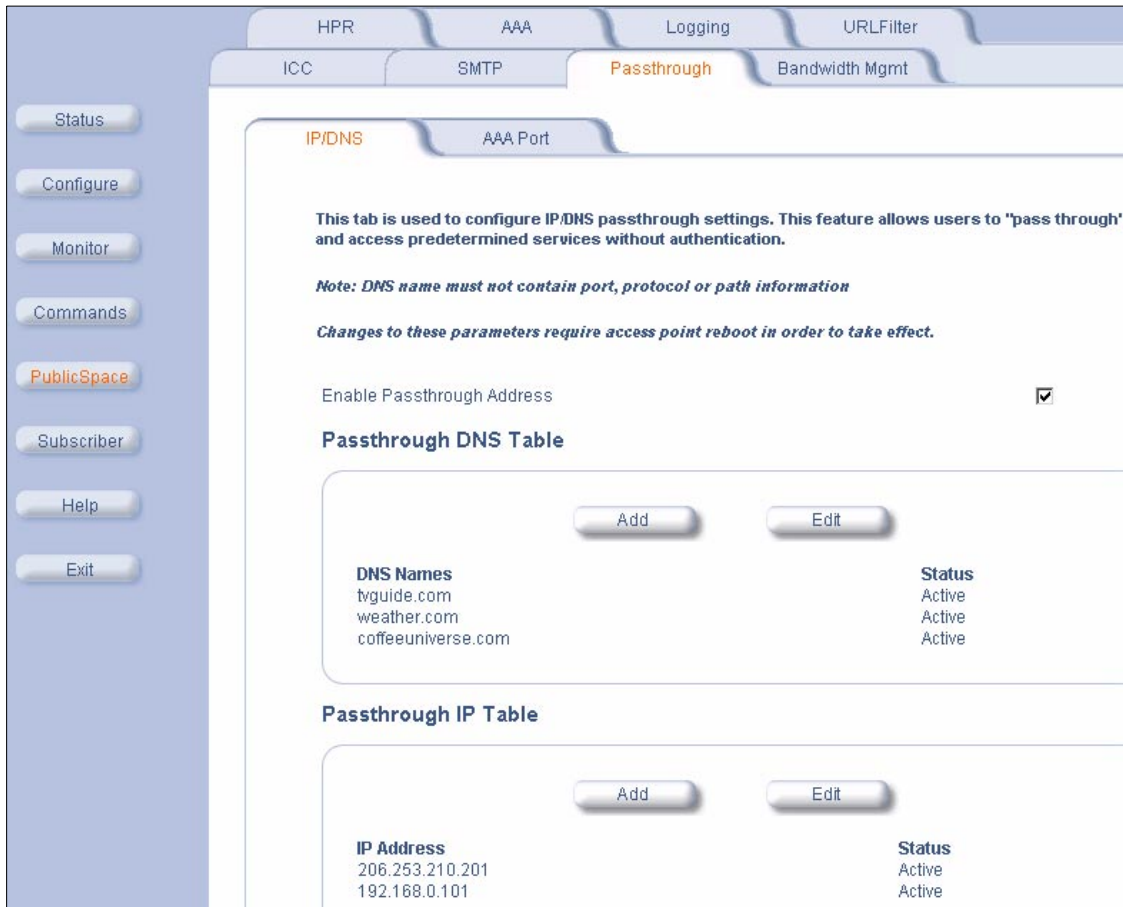 HPR AAA Logging URLFilter
ICC SMTP Passthrough Bandwidth Mgmt
Status
Configure
Monitor
Commands
PublicSpace
Subscriber
Help
Exit
IP/DNS AAA Port
This tab is used to configure IP/DNS passthrough settings. This feature allows users to "pass through"
and access predetermined services without authentication.
Note: DNS name must not contain port, protocol or path information
Changes to these parameters require access point reboot in order to take effect.
Enable Passthrough Address
Passthrough DNS Table
Add Edit
DNS Names Status
tvguide.com Active
weather.com Active
coffeeuniverse.com Active
Passthrough IP Table
Add Edit
IP Address Status
206.253.210.201 Active
192.168.0.101 Active